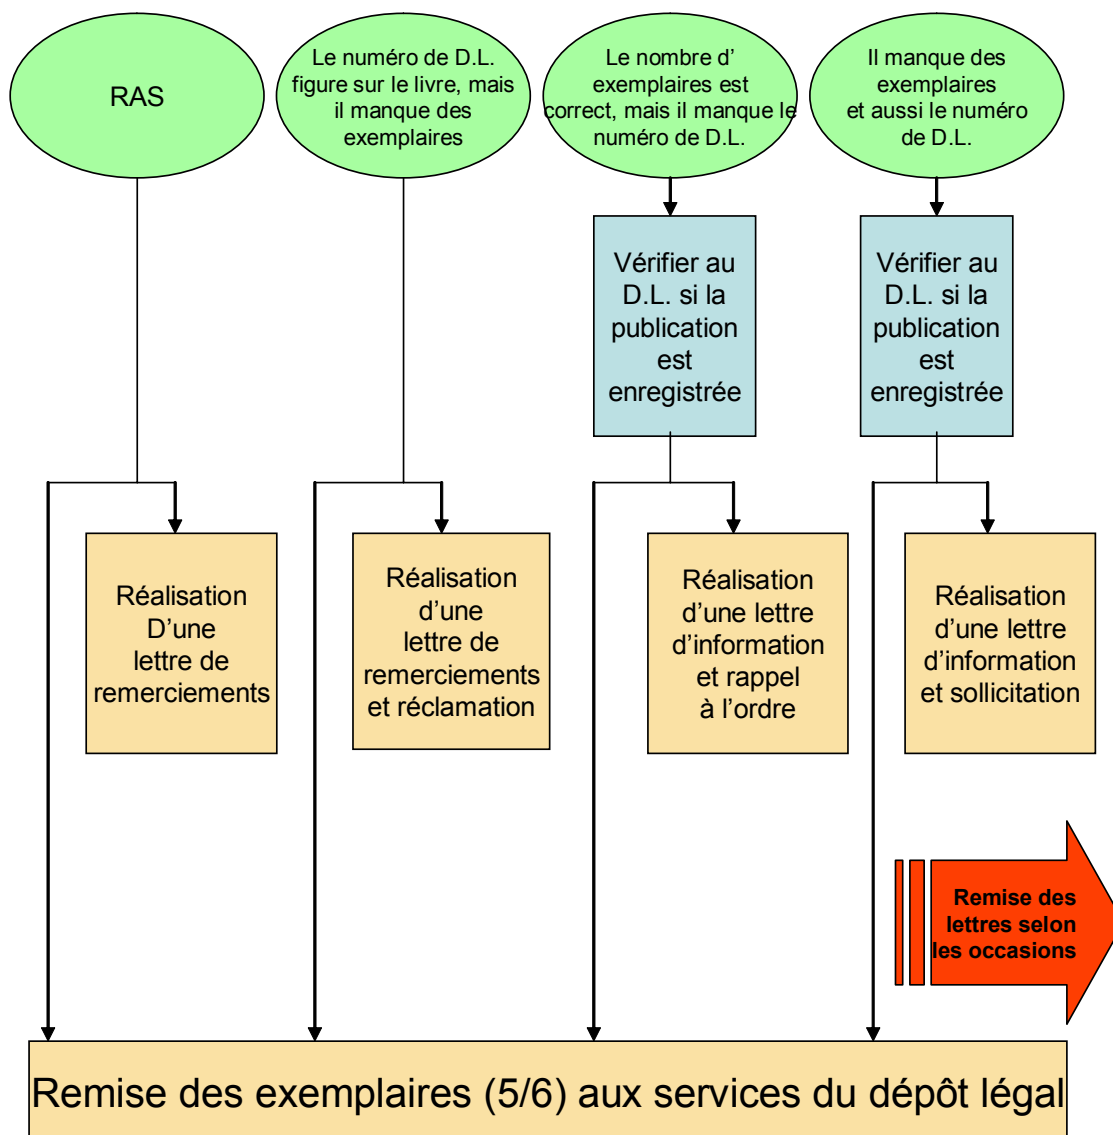 RAS
Le numéro de D.L.
figure sur le livre, mais
il manque des
exemplaires
Le nombre d’
exemplaires est
correct, mais il manque le
numéro de D.L.
Il manque des
exemplaires
et aussi le numéro
de D.L.
Vérifier au
D.L. si la
publication
est
enregistrée
Vérifier au
D.L. si la
publication
est
enregistrée
Réalisation
D’une
lettre de
remerciements
Réalisation
d’une
lettre de
remerciements
et réclamation
Réalisation
d’une lettre
d’information
et rappel
à l’ordre
Réalisation
d’une lettre
d’information
et sollicitation
Remise des
lettres selon
les occasions
Remise des exemplaires (5/6) aux services du dépôt légal